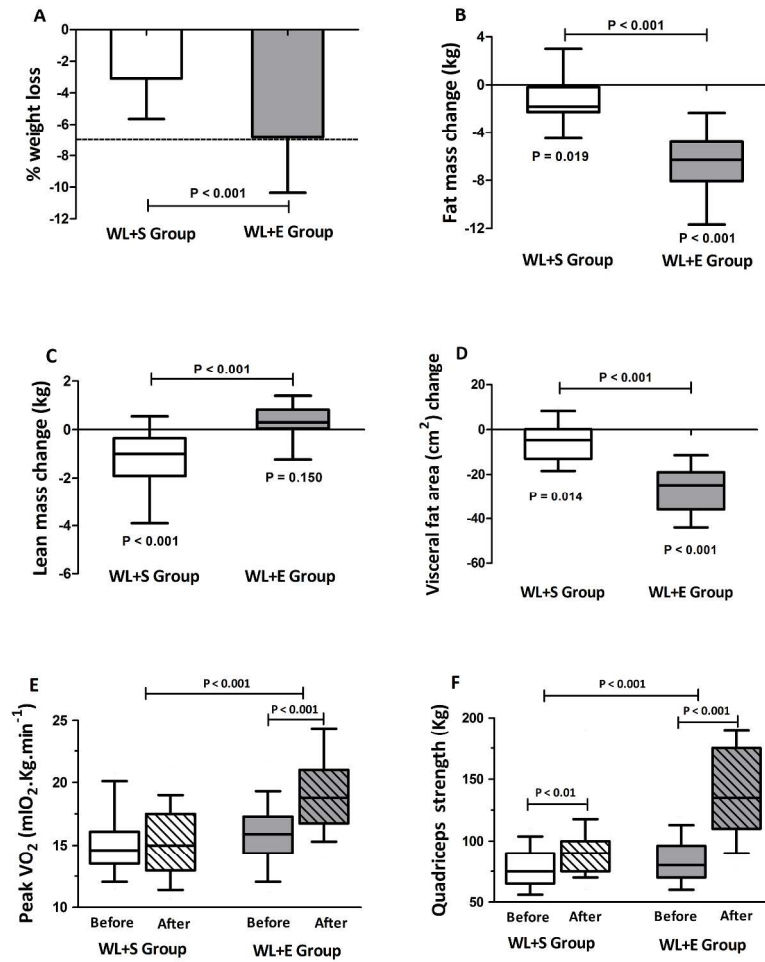 A
0
-2
-4
-6
-8
-10
-12
% weight loss
P < 0.001
WL+S Group
WL+E Group
B
4
0
-4
-8
-12
Fat mass change (kg)
P < 0.001
P = 0.019
P < 0.001
WL+S Group
WL+E Group
C
2
0
-2
-4
-6
Lean mass change (kg)
P < 0.001
P = 0.150
P < 0.001
WL+S Group
WL+E Group
D
20
0
-20
-40
-60
Visceral fat area (cm²) change
P < 0.001
P = 0.014
P < 0.001
WL+S Group
WL+E Group
E
25
20
15
10
Peak VO₂ (mlO₂.Kg.min⁻¹)
P < 0.001
P < 0.001
Before
After
Before
After
WL+S Group
WL+E Group
F
200
150
100
50
Quadriceps strength (Kg)
P < 0.001
P < 0.001
P < 0.01
Before
After
Before
After
WL+S Group
WL+E Group